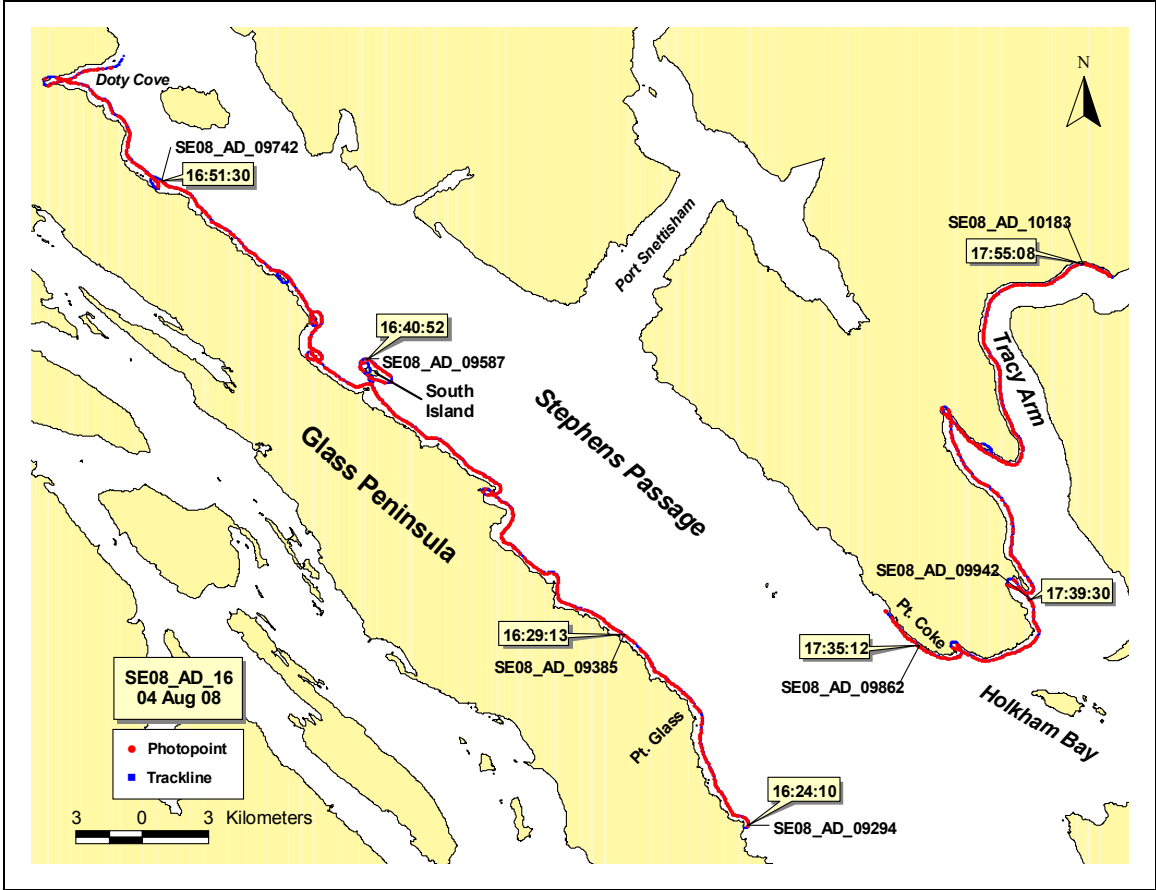 Doty Cove
N
SE08_AD_09742
16:51:30
Port Snettisham
SE08_AD_10183
17:55:08
16:40:52
SE08_AD_09587
South
Island
Tracy Arm
Stephens Passage
Glass Peninsula
SE08_AD_09942
17:39:30
Pt. Coke
16:29:13
SE08_AD_09385
17:35:12
SE08_AD_09862
Holkham Bay
SE08_AD_16
04 Aug 08
Pt. Glass
Photopoint
Trackline
16:24:10
SE08_AD_09294
3 0 3 Kilometers